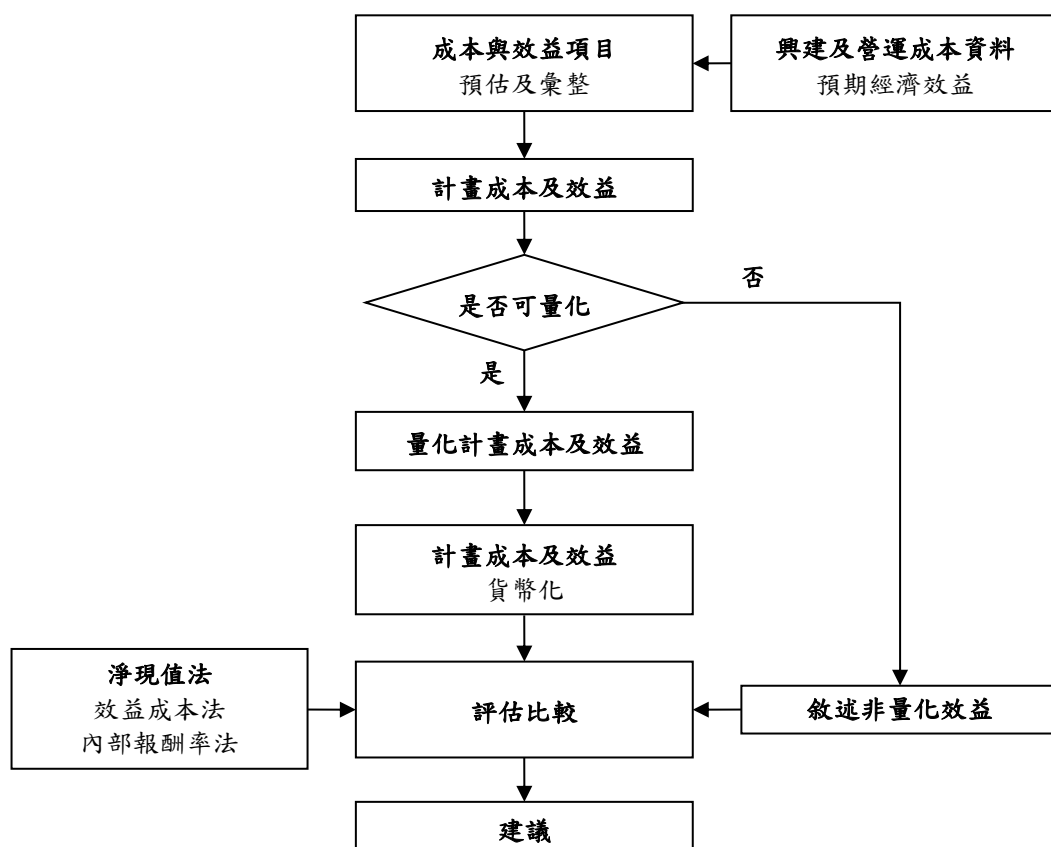 成本與效益項目
預估及彙整
興建及營運成本資料
預期經濟效益
計畫成本及效益
是否可量化
否
是
量化計畫成本及效益
計畫成本及效益
貨幣化
淨現值法
效益成本法
內部報酬率法
評估比較
敘述非量化效益
建議